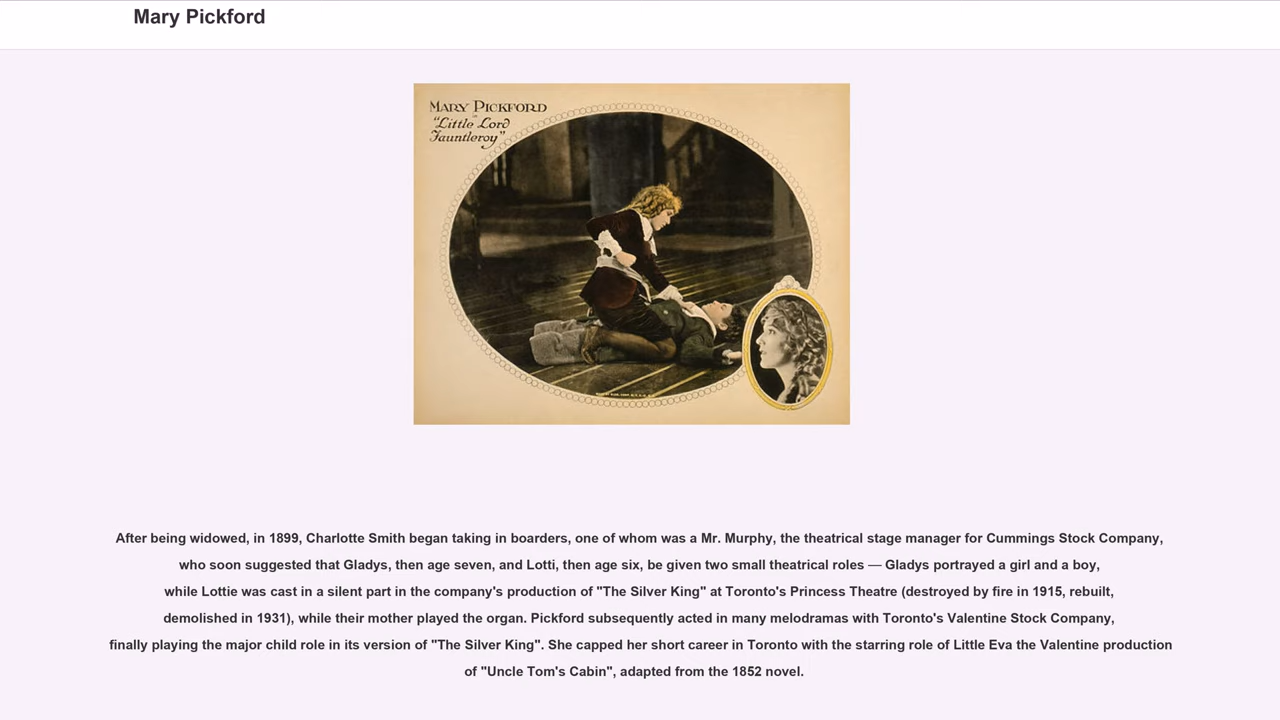 Mary Pickford
MARY PICKFORD
in
"Little Lord
Fauntleroy"
After being widowed, in 1899, Charlotte Smith began taking in boarders, one of whom was a Mr. Murphy, the theatrical stage manager for Cummings Stock Company,
who soon suggested that Gladys, then age seven, and Lotti, then age six, be given two small theatrical roles — Gladys portrayed a girl and a boy,
while Lottie was cast in a silent part in the company's production of "The Silver King" at Toronto's Princess Theatre (destroyed by fire in 1915, rebuilt,
demolished in 1931), while their mother played the organ. Pickford subsequently acted in many melodramas with Toronto's Valentine Stock Company,
finally playing the major child role in its version of "The Silver King". She capped her short career in Toronto with the starring role of Little Eva the Valentine production
of "Uncle Tom's Cabin", adapted from the 1852 novel.